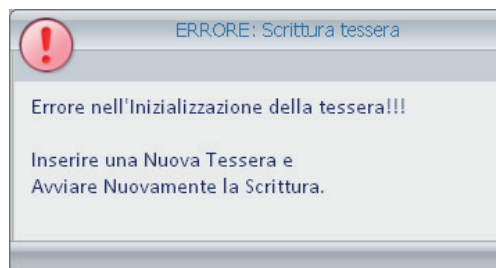 ERRORE: Scrittura tessera
Errore nell'Inizializzazione della tessera!!!
Inserire una Nuova Tessera e
Avviare Nuovamente la Scrittura.